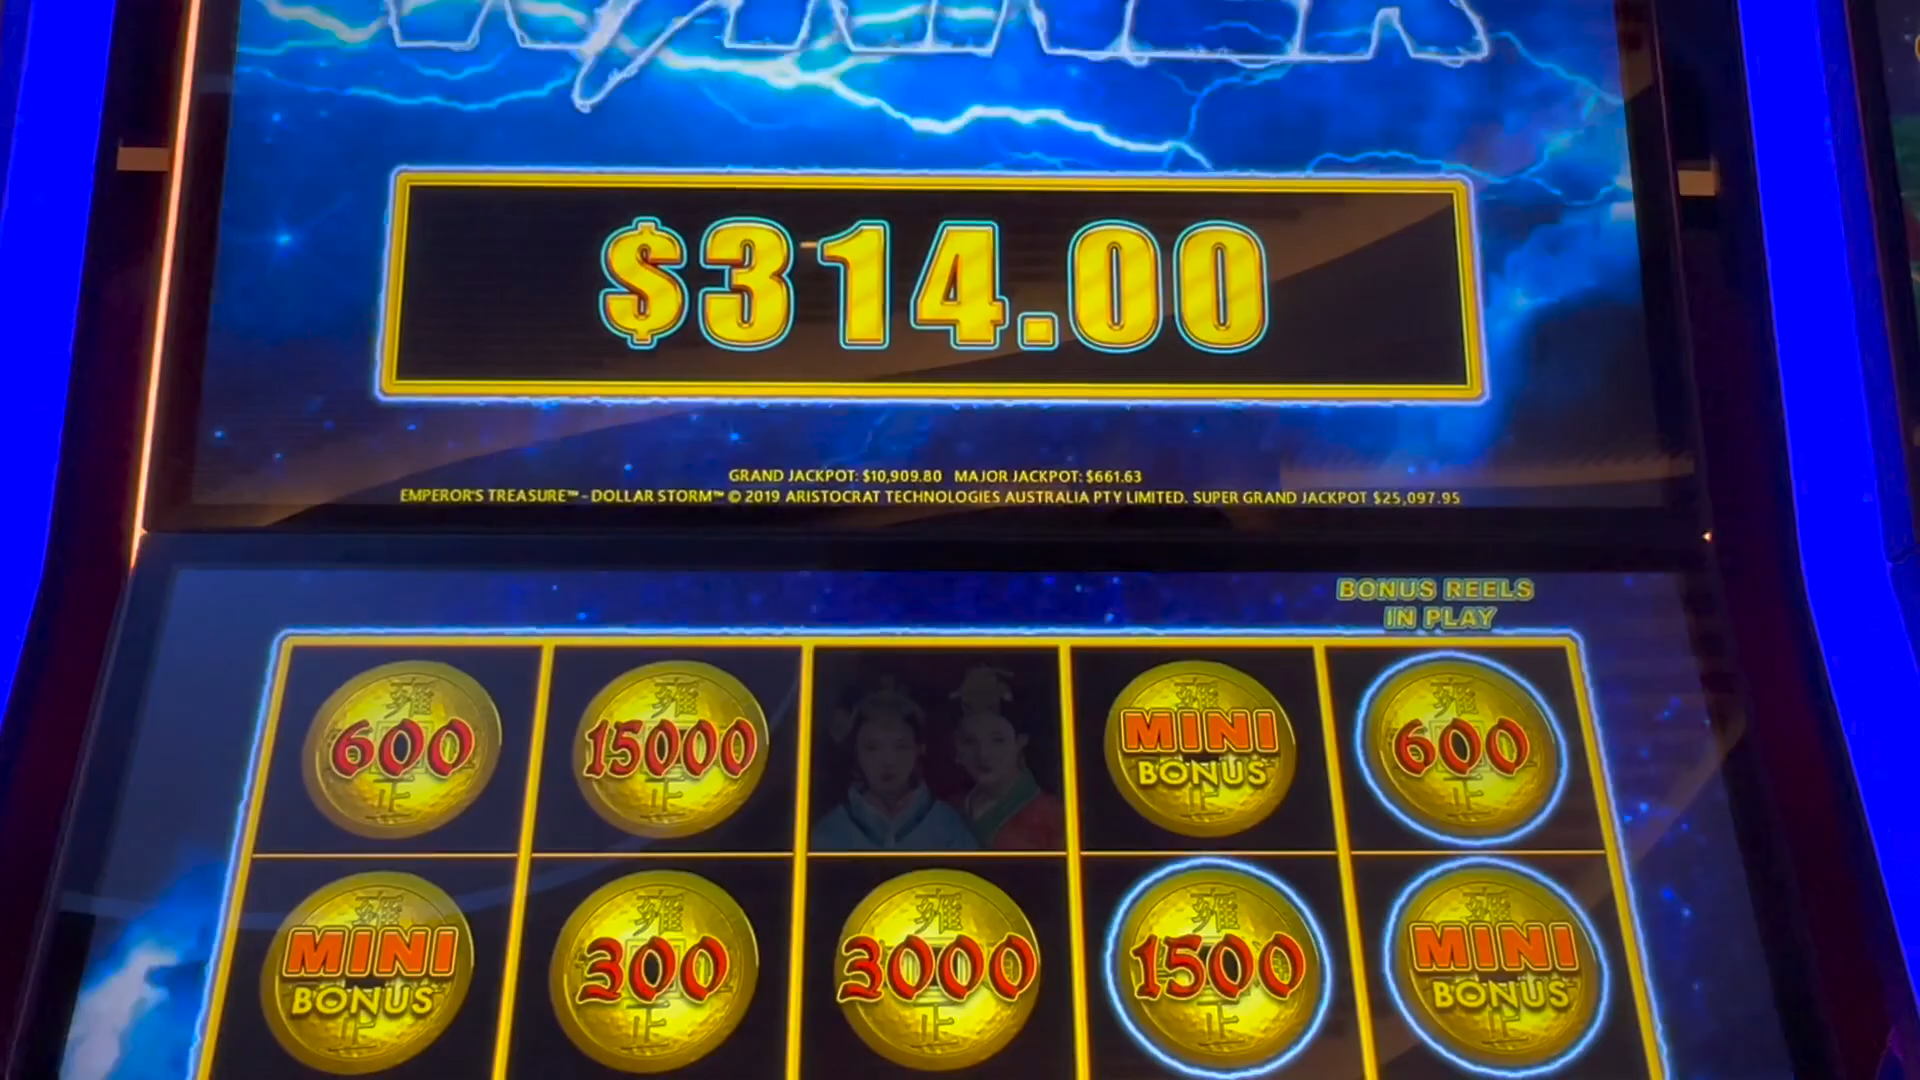 $314.00
GRAND JACKPOT: $10,909.80 MAJOR JACKPOT: $661.63
EMPEROR'S TREASURE™ - DOLLAR STORM™ © 2019 ARISTOCRAT TECHNOLOGIES AUSTRALIA PTY LIMITED. SUPER GRAND JACKPOT $25,097.95
BONUS REELS
IN PLAY
600
15000
MINI
BONUS
600
MINI
BONUS
300
3000
1500
MINI
BONUS